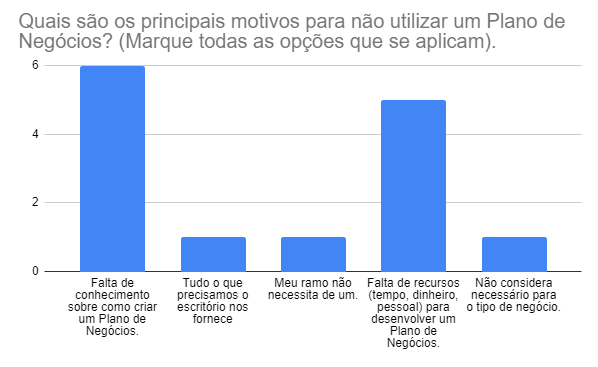 Quais são os principais motivos para não utilizar um Plano de
Negócios? (Marque todas as opções que se aplicam).
6
4
2
0
Falta de
conhecimento
sobre como criar
um Plano de
Negócios.
Tudo o que
precisamos o
escritório nos
fornece
Meu ramo não
necessita de um.
Falta de recursos
(tempo, dinheiro,
pessoal) para
desenvolver um
Plano de
Negócios.
Não considera
necessário para
o tipo de negócio.